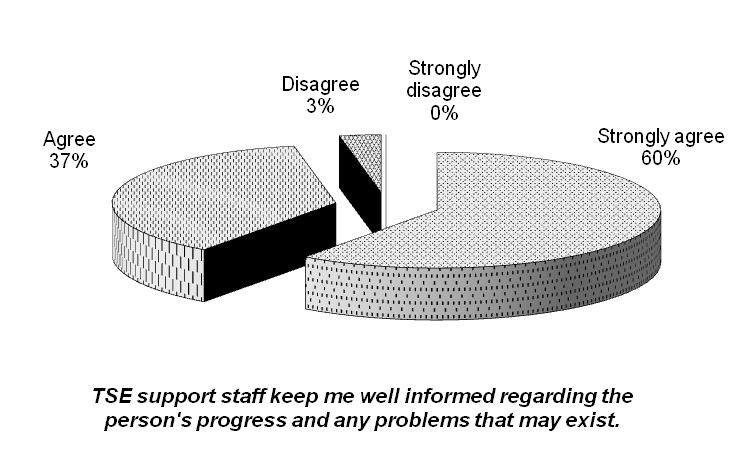 Strongly
disagree
0%
Disagree
3%
Agree
37%
Strongly agree
60%
TSE support staff keep me well informed regarding the
person's progress and any problems that may exist.